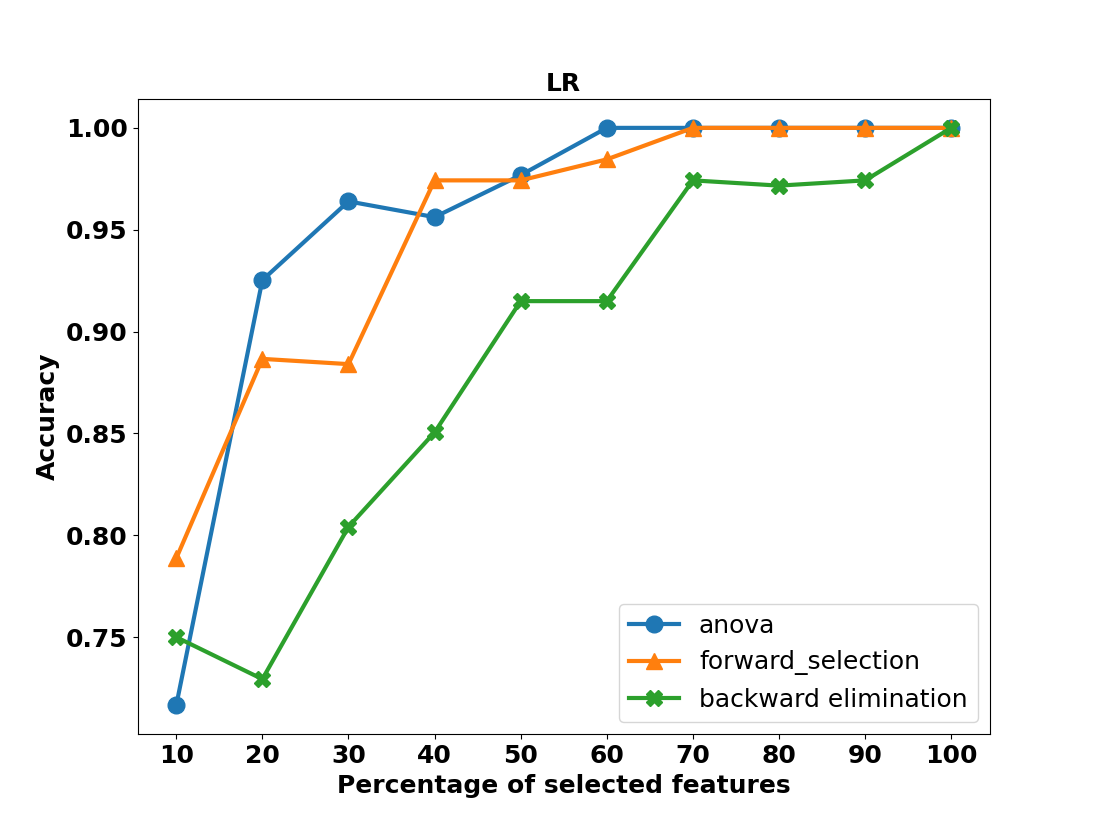 LR
1.00
0.95
0.90
0.85
0.80
0.75
Accuracy
10 20 30 40 50 60 70 80 90 100
Percentage of selected features
anova
forward_selection
backward elimination